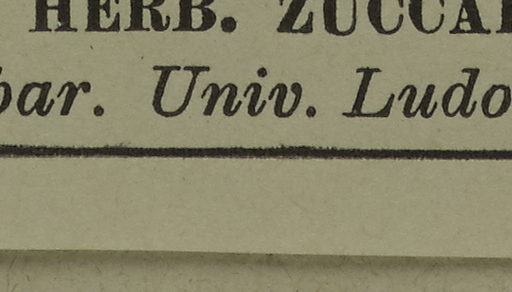 HERB. ZUCCA
bar. Univ. Ludo